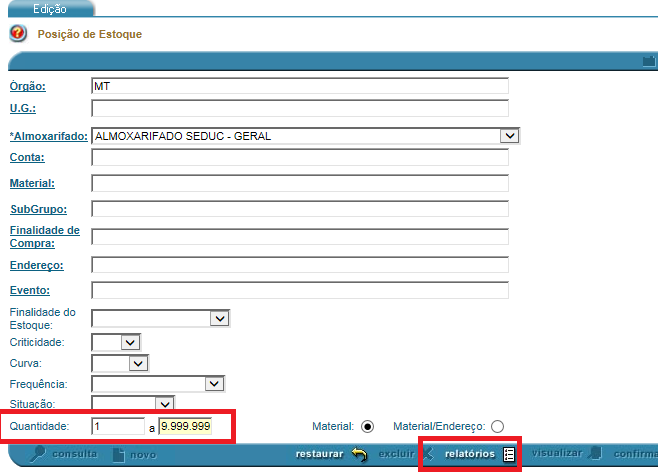 Edição
Posição de Estoque
Órgão: MT
U.G.:
*Almoxarifado: ALMOXARIFADO SEDUC - GERAL
Conta:
Material:
SubGrupo:
Finalidade de
Compra:
Endereço:
Evento:
Finalidade do
Estoque:
Criticidade:
Curva:
Frequência:
Situação:
Quantidade: 1 a 9.999.999 Material: Material/Endereço:
consulta novo restaurar excluir relatórios visualizar confirma